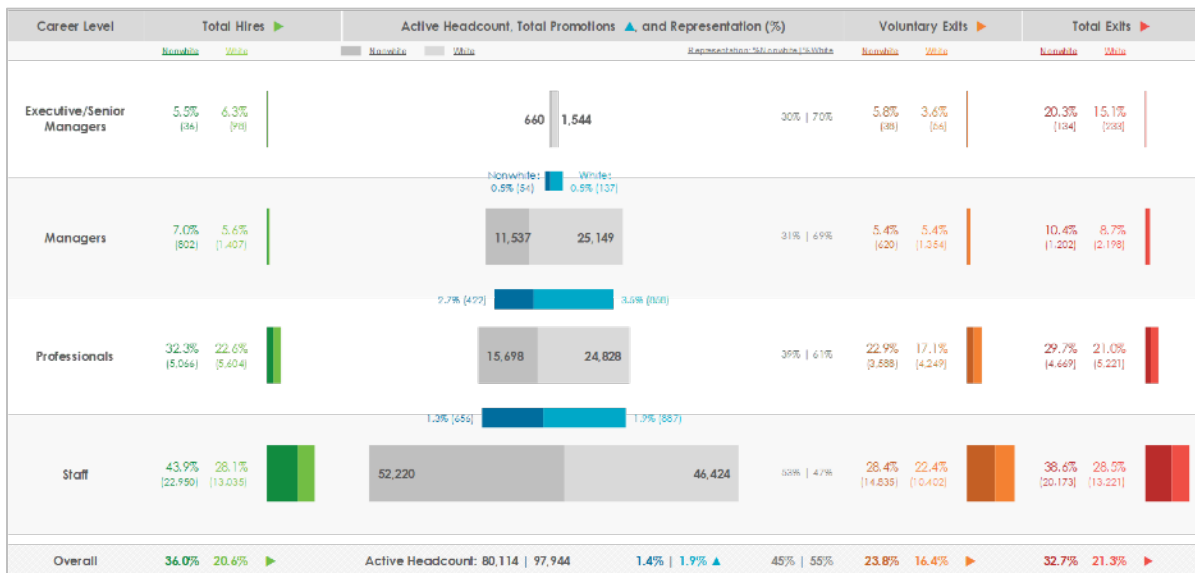 Career Level Total Hires ▶ Active Headcount, Total Promotions ▲, and Representation (%) Voluntary Exits ▶ Total Exits ▶
Nonwhite White Nonwhite White Representation: %Nonwhite | %White Nonwhite White Nonwhite White
Executive/Senior Managers 5.5% 6.3% 660 1,544 30% | 70% 5.8% 3.6% 20.3% 15.1%
(36) (98) (38) (56) (134) (233)
Nonwhite: White:
0.5% (54) 0.5% (137)
Managers 7.0% 5.6% 11,537 25,149 31% | 69% 5.4% 5.4% 10.4% 8.7%
(802) (1,407) (620) (1,354) (1,202) (2,198)
2.7% (422) 3.5% (858)
Professionals 32.3% 22.6% 15,698 24,828 39% | 61% 22.9% 17.1% 29.7% 21.0%
(5,066) (5,604) (3,588) (4,249) (4,669) (5,221)
1.3% (656) 1.9% (887)
Staff 43.9% 28.1% 52,220 46,424 53% | 47% 28.4% 22.4% 38.6% 28.5%
(22,950) (13,035) (14,835) (10,402) (20,173) (13,221)
Overall 36.0% 20.6% ▶ Active Headcount: 80,114 | 97,944 1.4% | 1.9% ▲ 45% | 55% 23.8% 16.4% ▶ 32.7% 21.3% ▶